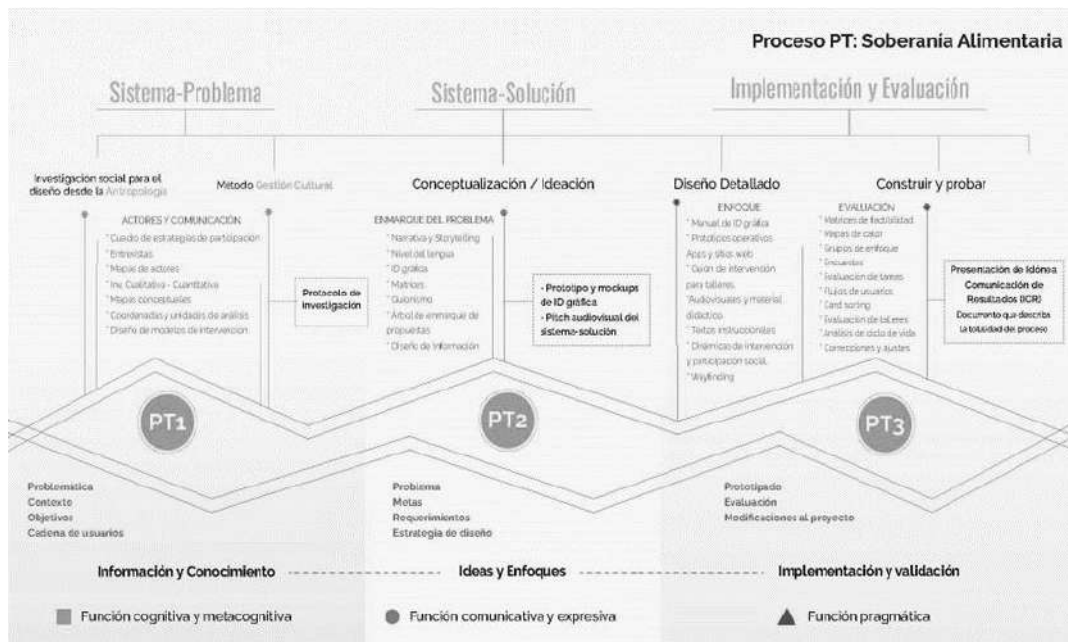 Proceso PT: Soberanía Alimentaria
Sistema-Problema
Sistema-Solución
Implementación y Evaluación
Investigación social para el
diseño desde la Antropología
Método Gestión Cultural
Conceptualización / Ideación
Diseño Detallado
Construir y probar
ACTORES Y COMUNICACIÓN
* Cuadro de estrategias de participación
* Entrevistas
* Mapas de actores
* Inv. Cualitativa - Cuantitativa
* Mapas conceptuales
* Coordenadas y unidades de análisis
* Diseño de modelos de intervención
Protocolo de
investigación
ENMARQUE DEL PROBLEMA
* Narrativa y Storytelling
* Nivel del lengua
* ID gráfica
* Matrices
* Guionismo
* Árbol de enmarque de
propuestas
* Diseño de Información
- Prototipo y mockups
de ID gráfica
- Pitch audiovisual del
sistema-solución
ENFOQUE
* Manual de ID gráfica
* Prototipos operativos
Apps y sitios web
* Guion de intervención
para talleres
* Audiovisuales y material
didáctico
* Textos instruccionales
* Dinámicas de intervención
y participación social
* Wayfinding
EVALUACIÓN
* Matrices de factibilidad
* Mapas de calor
* Grupos de enfoque
* Encuestas
* Evaluación de tareas
* Flujos de usuarios
* Card sorting
* Evaluación de talleres
* Análisis de ciclo de vida
* Correcciones y ajustes
Presentación de Idónea
Comunicación de
Resultados (ICR)
Documento que describa
la totalidad del proceso
PT1
PT2
PT3
Problemática
Contexto
Objetivos
Cadena de usuarios
Problema
Metas
Requerimientos
Estrategia de diseño
Prototipado
Evaluación
Modificaciones al proyecto
Información y Conocimiento
Ideas y Enfoques
Implementación y validación
Función cognitiva y metacognitiva
Función comunicativa y expresiva
Función pragmática